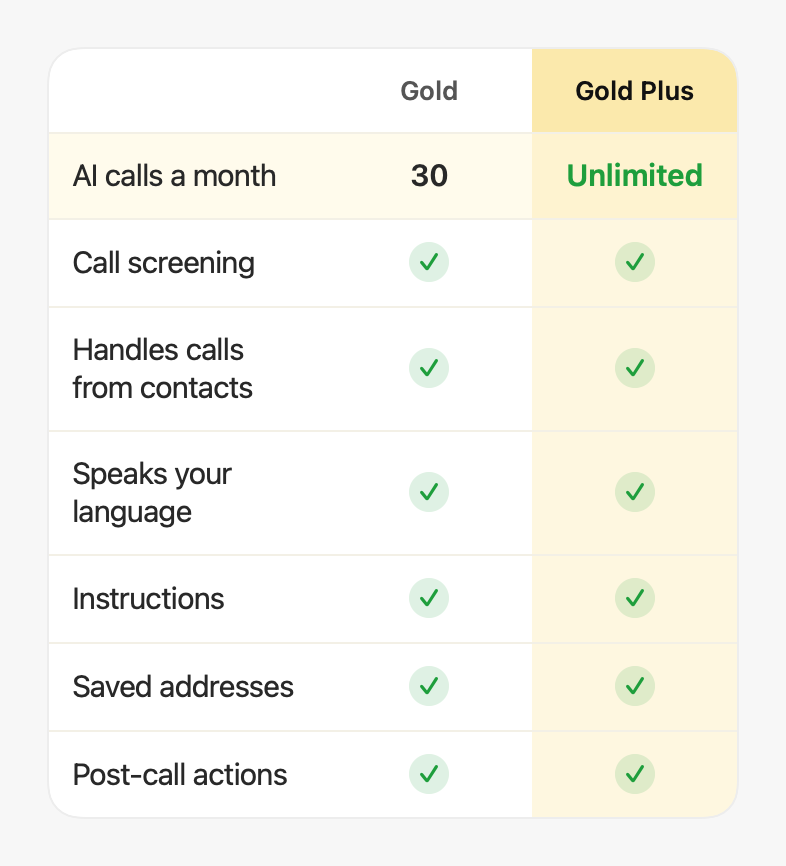 Gold
Gold Plus
AI calls a month
30
Unlimited
Call screening
Handles calls
from contacts
Speaks your
language
Instructions
Saved addresses
Post-call actions